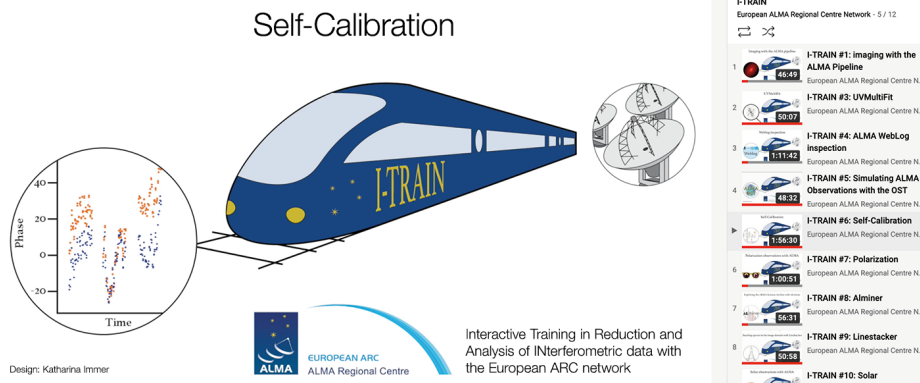 Self-Calibration
I-TRAIN
Phase
40
20
0
-20
Time
Design: Katharina Immer
ALMA
EUROPEAN ARC
ALMA Regional Centre
Interactive Training in Reduction and
Analysis of INterferometric data with
the European ARC network
I-TRAIN
European ALMA Regional Centre Network - 5 / 12
1
46:49
I-TRAIN #1: imaging with the
ALMA Pipeline
European ALMA Regional Centre N
2
50:07
I-TRAIN #3: UVMultiFit
European ALMA Regional Centre N
3
1:11:42
I-TRAIN #4: ALMA WebLog
inspection
European ALMA Regional Centre N
4
48:32
I-TRAIN #5: Simulating ALMA
Observations with the OST
European ALMA Regional Centre N
1:56:30
I-TRAIN #6: Self-Calibration
European ALMA Regional Centre N
6
1:00:51
I-TRAIN #7: Polarization
European ALMA Regional Centre N
7
56:31
I-TRAIN #8: Alminer
European ALMA Regional Centre N
8
50:58
I-TRAIN #9: Linestacker
European ALMA Regional Centre N
I-TRAIN #10: Solar